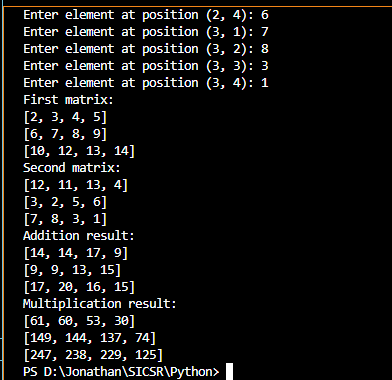 Enter element at position (2, 4): 6
Enter element at position (3, 1): 7
Enter element at position (3, 2): 8
Enter element at position (3, 3): 3
Enter element at position (3, 4): 1
First matrix:
[2, 3, 4, 5]
[6, 7, 8, 9]
[10, 12, 13, 14]
Second matrix:
[12, 11, 13, 4]
[3, 2, 5, 6]
[7, 8, 3, 1]
Addition result:
[14, 14, 17, 9]
[9, 9, 13, 15]
[17, 20, 16, 15]
Multiplication result:
[61, 60, 53, 30]
[149, 144, 137, 74]
[247, 238, 229, 125]
PS D:\Jonathan\SICSR\Python>